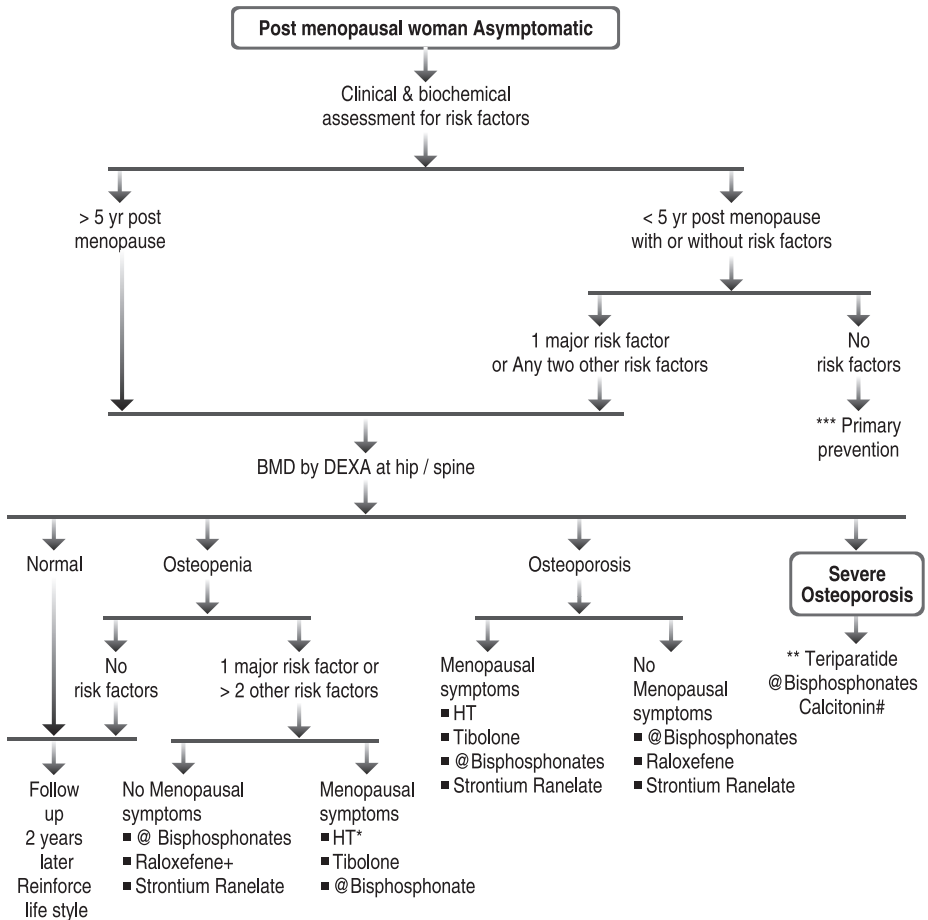 Post menopausal woman Asymptomatic
Clinical & biochemical
assessment for risk factors
> 5 yr post
menopause
< 5 yr post menopause
with or without risk factors
1 major risk factor
or Any two other risk factors
No
risk factors
*** Primary
prevention
BMD by DEXA at hip / spine
Normal
Osteopenia
Osteoporosis
Severe
Osteoporosis
No
risk factors
1 major risk factor or
> 2 other risk factors
Menopausal
symptoms
■ HT
■ Tibolone
■ @Bisphosphonates
■ Strontium Ranelate
No
Menopausal
symptoms
■ @Bisphosphonates
■ Raloxefene
■ Strontium Ranelate
** Teriparatide
@Bisphosphonates
Calcitonin#
Follow
up
2 years
later
Reinforce
life style
No Menopausal
symptoms
■ @ Bisphosphonates
■ Raloxefene+
■ Strontium Ranelate
Menopausal
symptoms
■ HT*
■ Tibolone
■ @Bisphosphonate